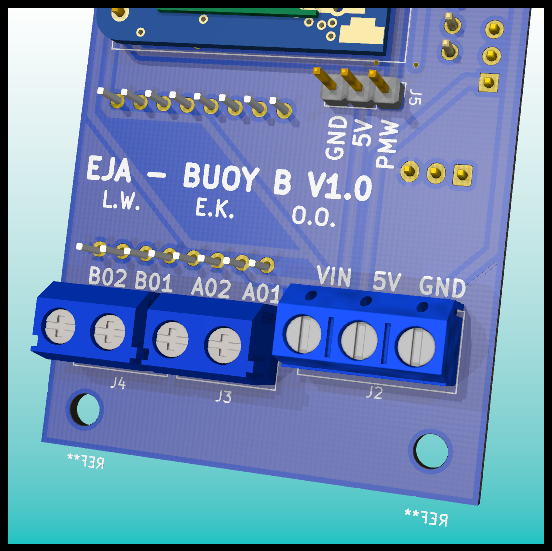 J5
GND
5V
PMW
EJA - BUOY B V1.0
L.W. E.K. O.O.
B02 B01 A02 A01
VIN 5V GND
J4 J3 J2
REF**
REF**